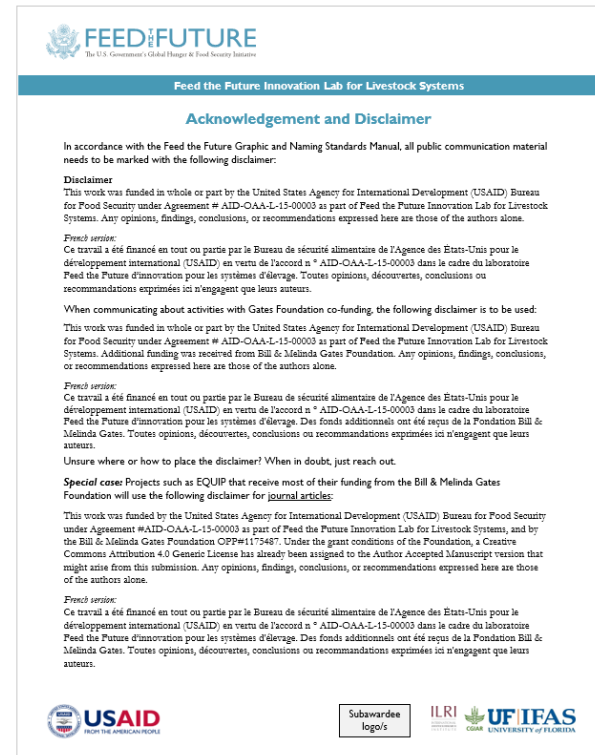 FEED THE FUTURE
The U.S. Government's Global Hunger & Food Security Initiative
Feed the Future Innovation Lab for Livestock Systems
Acknowledgement and Disclaimer
In accordance with the Feed the Future Graphic and Naming Standards Manual, all public communication material
needs to be marked with the following disclaimer:
Disclaimer
This work was funded in whole or part by the United States Agency for International Development (USAID) Bureau
for Food Security under Agreement # AID-OAA-L-15-00003 as part of Feed the Future Innovation Lab for Livestock
Systems. Any opinions, findings, conclusions, or recommendations expressed here are those of the authors alone.
French version:
Ce travail a été financé en tout ou partie par le Bureau de sécurité alimentaire de l'Agence des États-Unis pour le
développement international (USAID) en vertu de l'accord n ° AID-OAA-L-15-00003 dans le cadre du laboratoire
Feed the Future d'innovation pour les systèmes d'élevage. Toutes opinions, découvertes, conclusions ou
recommandations exprimées ici n'engagent que leurs auteurs.
When communicating about activities with Gates Foundation co-funding, the following disclaimer is to be used:
This work was funded in whole or part by the United States Agency for International Development (USAID) Bureau
for Food Security under Agreement # AID-OAA-L-15-00003 as part of Feed the Future Innovation Lab for Livestock
Systems. Additional funding was received from Bill & Melinda Gates Foundation. Any opinions, findings, conclusions,
or recommendations expressed here are those of the authors alone.
French version:
Ce travail a été financé en tout ou partie par le Bureau de sécurité alimentaire de l'Agence des États-Unis pour le
développement international (USAID) en vertu de l'accord n ° AID-OAA-L-15-00003 dans le cadre du laboratoire
Feed the Future d'innovation pour les systèmes d'élevage. Des fonds additionnels ont été reçus de la Fondation Bill &
Melinda Gates. Toutes opinions, découvertes, conclusions ou recommandations exprimées ici n'engagent que leurs
auteurs.
Unsure where or how to place the disclaimer? When in doubt, just reach out.
Special case: Projects such as EQUIP that receive most of their funding from the Bill & Melinda Gates
Foundation will use the following disclaimer for journal articles:
This work was funded by the United States Agency for International Development (USAID) Bureau for Food Security
under Agreement #AID-OAA-L-15-00003 as part of Feed the Future Innovation Lab for Livestock Systems, and by
the Bill & Melinda Gates Foundation OPP#1175487. Under the grant conditions of the Foundation, a Creative
Commons Attribution 4.0 Generic License has already been assigned to the Author Accepted Manuscript version that
might arise from this submission. Any opinions, findings, conclusions, or recommendations expressed here are those
of the authors alone.
French version:
Ce travail a été financé en tout ou partie par le Bureau de sécurité alimentaire de l'Agence des États-Unis pour le
développement international (USAID) en vertu de l'accord n ° AID-OAA-L-15-00003 dans le cadre du laboratoire
Feed the Future d'innovation pour les systèmes d'élevage. Des fonds additionnels ont été reçus de la Fondation Bill &
Melinda Gates. Toutes opinions, découvertes, conclusions ou recommandations exprimées ici n'engagent que leurs
auteurs.
USAID
FROM THE AMERICAN PEOPLE
Subawardee
logo/s
ILRI
CGIAR
UF IFAS
UNIVERSITY of FLORIDA